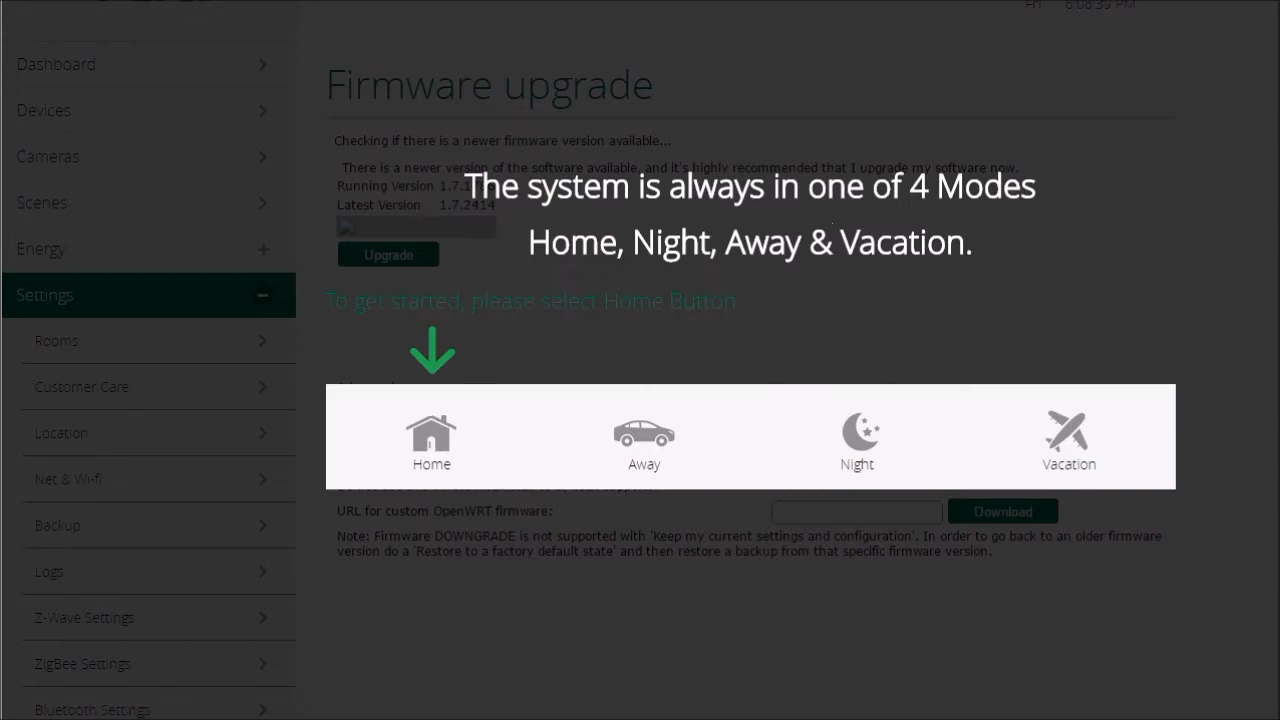 Fri 6:08:39 PM
Dashboard
Devices
Cameras
Scenes
Energy
Settings
Rooms
Customer Care
Location
Net & Wi-fi
Backup
Logs
Z-Wave Settings
ZigBee Settings
Bluetooth Settings
Firmware upgrade
Checking if there is a newer firmware version available...
There is a newer version of the software available, and it's highly recommended that I upgrade my software now.
Running Version 1.7.
Latest Version 1.7.2414
Upgrade
The system is always in one of 4 Modes
Home, Night, Away & Vacation.
To get started, please select Home Button
Home
Away
Night
Vacation
URL for custom OpenWRT firmware:
Download
Note: Firmware DOWNGRADE is not supported with 'keep my current settings and configuration'. In order to go back to an older firmware
version do a 'Restore to a factory default state' and then restore a backup from that specific firmware version.